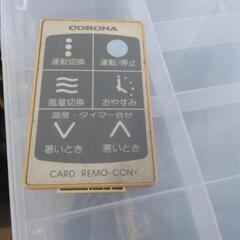 CORONA
運転切換 運転/停止
風量切換 おやすみ
温度・タイマー合せ
暑いとき 寒いとき
CARD REMO-CON